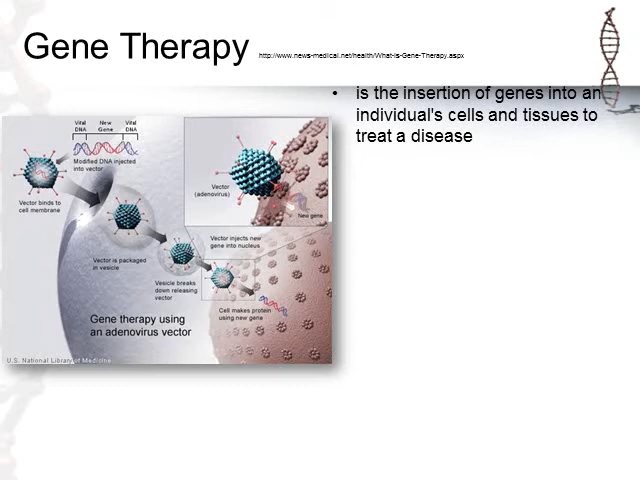 Gene Therapy http://www.news-medical.net/health/What-is-Gene-Therapy.aspx
• is the insertion of genes into an
individual's cells and tissues to
treat a disease
Viral DNA
New Gene
Viral DNA
Modified DNA injected
into vector
Vector binds to
cell membrane
Vector
(adenovirus)
New gene
Vector is packaged
in vesicle
Vector injects new
gene into nucleus
Vesicle breaks
down releasing
vector
Cell makes protein
using new gene
Gene therapy using
an adenovirus vector
U.S. National Library of Medicine